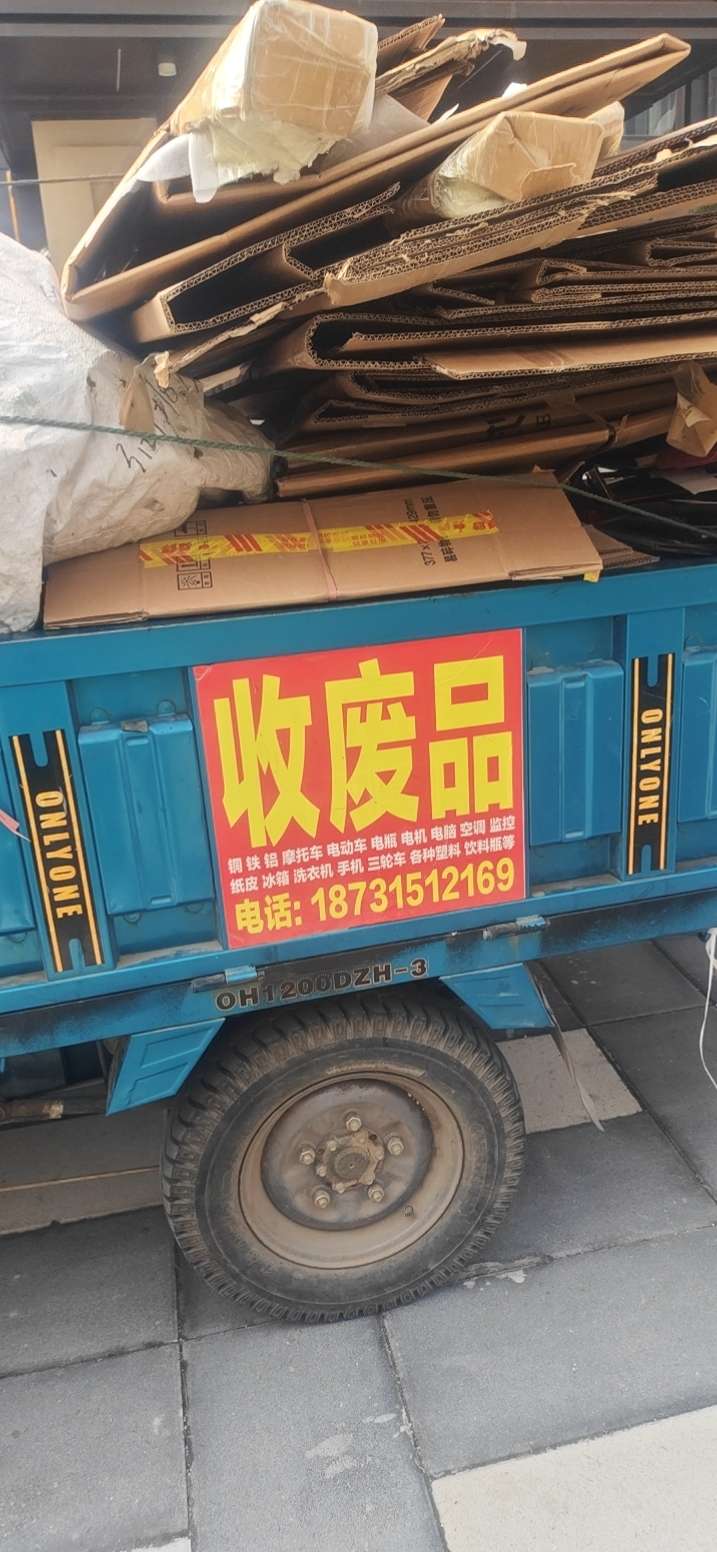 377×
收废品
铜 铁 铝 摩托车 电动车 电瓶 电机 电脑 空调 监控
纸皮 冰箱 洗衣机 手机 三轮车 各种塑料 饮料瓶等
电话: 18731512169
ONLYONE
ONLYONE
OH1200DZH-3